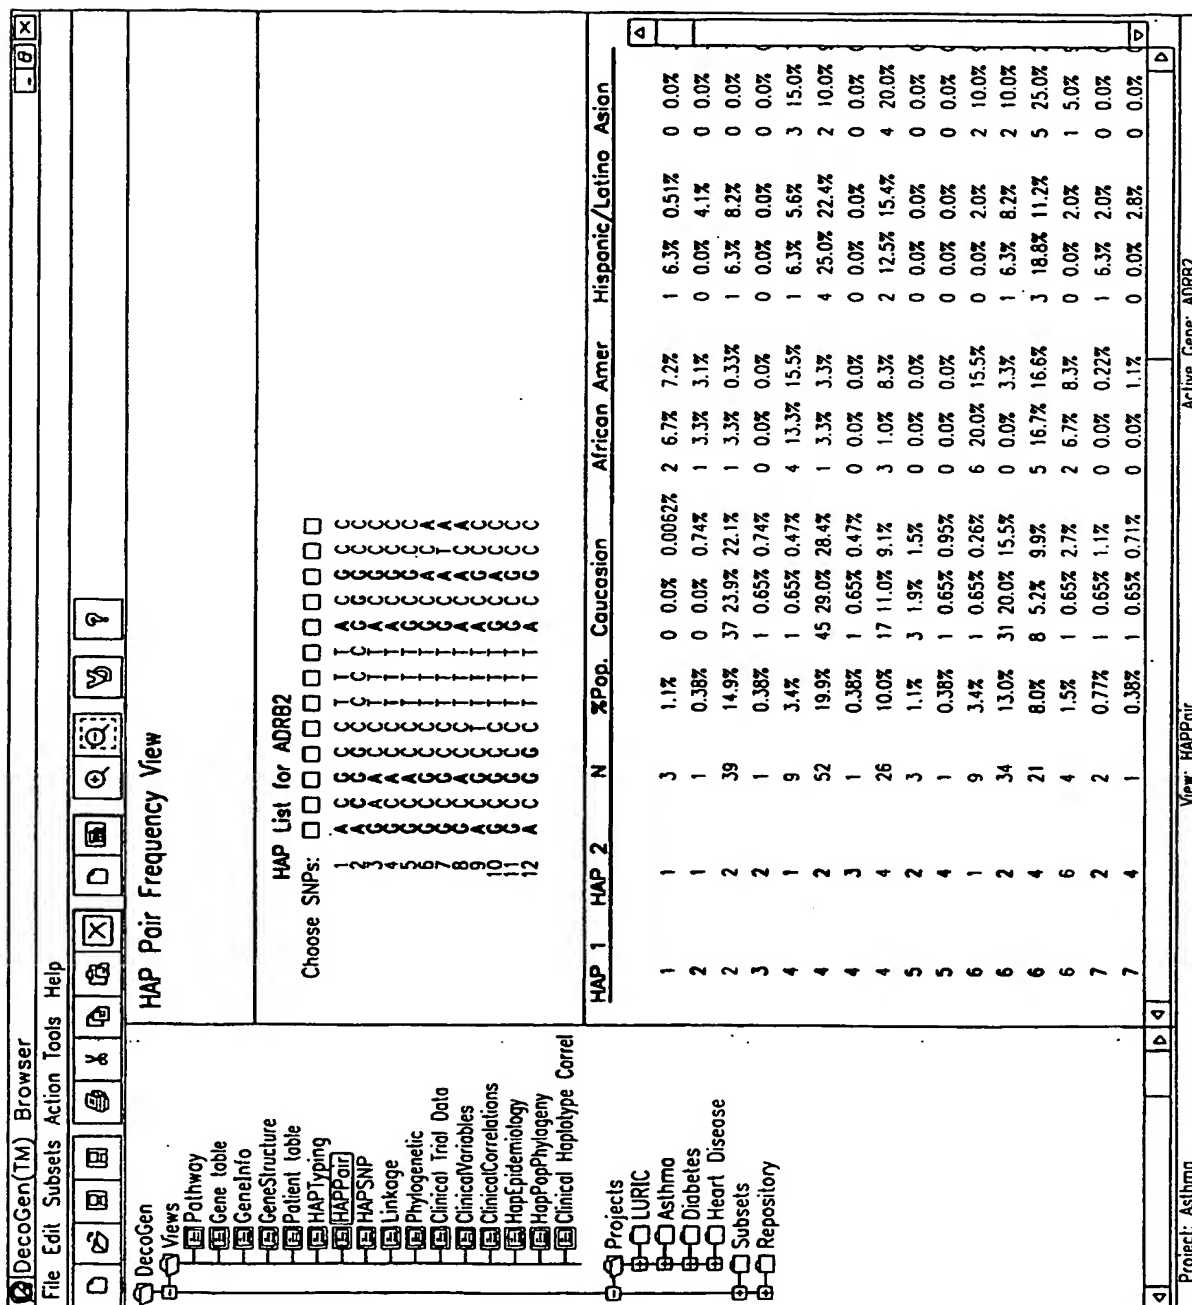 DecoGen(TM) Browser
File Edit Subsets Action Tools Help
DecoGen
Views
Pathway
Gene table
GeneInfo
GeneStructure
Patient table
HAPTyping
HAPPair
HAPSNP
Linkage
Phylogenetic
Clinical Trial Data
ClinicalVariables
ClinicalCorrelations
HapEpidemiology
HapPopPhylogeny
Clinical Haplotype Correl
Projects
LURIC
Asthma
Diabetes
Heart Disease
Subsets
Repository
HAP Pair Frequency View
HAP List for ADRB2
Choose SNPs:
1 A C G C C T T T A C G C C
2 A C G C C C C C G G G C C
3 G A A C C T T T A C G C C
4 G C A C C T T T A C G C C
5 G C A C C T T T G C G C C
6 G C G C C T T T G C G C A
7 G C G C C T T T G C A T A
8 G C A C C T T T A C A C A
9 A C G C T T T T A C G C C
10 G C G C C T T T G C A C C
11 G C G C C T T T G C G C C
12 A C G G C T T T A C G C C
HAP 1 HAP 2 N %Pop. Caucasian African Amer Hispanic/Latino Asian
1 1 3 1.1% 0 0.0% 0.0062% 2 6.7% 7.2% 1 6.3% 0.51% 0 0.0%
2 1 1 0.38% 0 0.0% 0.74% 1 3.3% 3.1% 0 0.0% 4.1% 0 0.0%
2 2 39 14.9% 37 23.9% 22.1% 1 3.3% 0.33% 1 6.3% 8.2% 0 0.0%
3 2 1 0.38% 1 0.65% 0.74% 0 0.0% 0.0% 0 0.0% 0.0% 0 0.0%
4 1 9 3.4% 1 0.65% 0.47% 4 13.3% 15.5% 1 6.3% 5.6% 3 15.0%
4 2 52 19.9% 45 29.0% 28.4% 1 3.3% 3.3% 4 25.0% 22.4% 2 10.0%
4 3 1 0.38% 1 0.65% 0.47% 0 0.0% 0.0% 0 0.0% 0.0% 0 0.0%
4 4 26 10.0% 17 11.0% 9.1% 3 1.0% 8.3% 2 12.5% 15.4% 4 20.0%
5 2 3 1.1% 3 1.9% 1.5% 0 0.0% 0.0% 0 0.0% 0.0% 0 0.0%
5 4 1 0.38% 1 0.65% 0.95% 0 0.0% 0.0% 0 0.0% 0.0% 0 0.0%
6 1 9 3.4% 1 0.65% 0.26% 6 20.0% 15.5% 0 0.0% 2.0% 2 10.0%
6 2 34 13.0% 31 20.0% 15.5% 0 0.0% 3.3% 1 6.3% 8.2% 2 10.0%
6 4 21 8.0% 8 5.2% 9.9% 5 16.7% 16.6% 3 18.8% 11.2% 5 25.0%
6 6 4 1.5% 1 0.65% 2.7% 2 6.7% 8.3% 0 0.0% 2.0% 1 5.0%
7 2 2 0.77% 1 0.65% 1.1% 0 0.0% 0.22% 1 6.3% 2.0% 0 0.0%
7 4 1 0.38% 1 0.65% 0.71% 0 0.0% 1.1% 0 0.0% 2.8% 0 0.0%
Project: Asthma View: HAPPair Active Gene: ADRB2